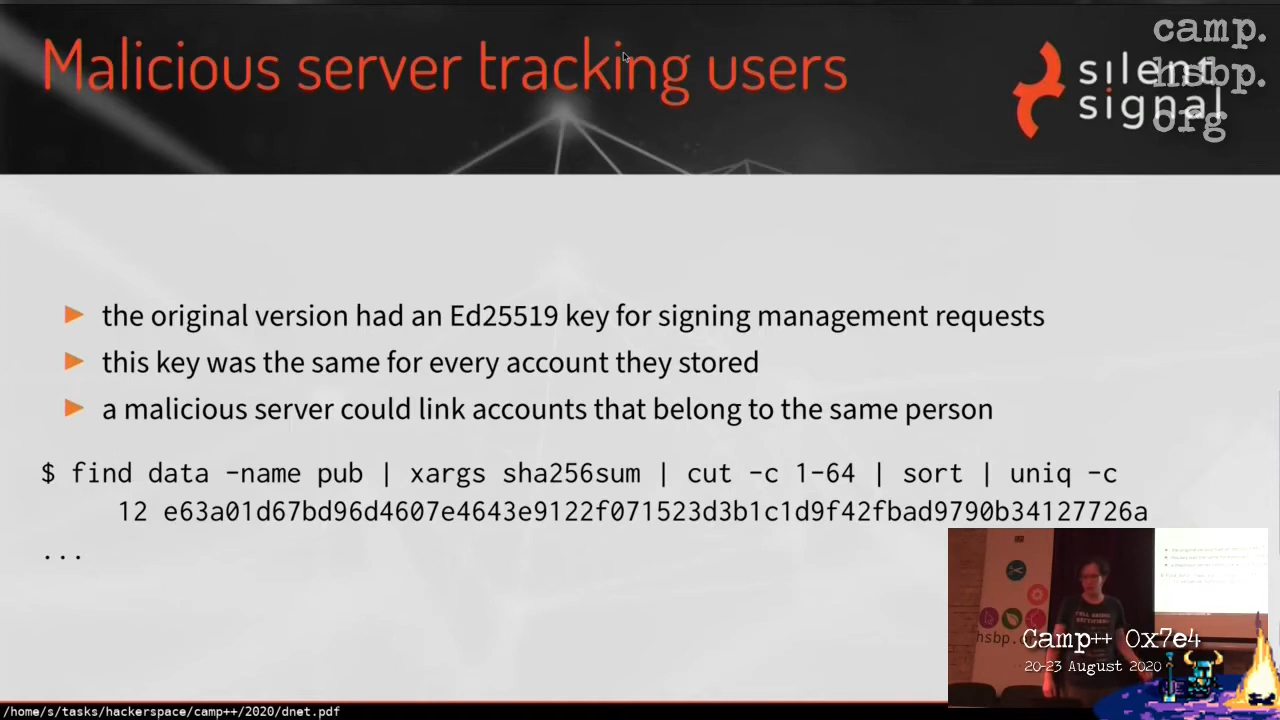 Malicious server tracking users
silent
signal
camp.
hsbp.
org
▶ the original version had an Ed25519 key for signing management requests
▶ this key was the same for every account they stored
▶ a malicious server could link accounts that belong to the same person
$ find data -name pub | xargs sha256sum | cut -c 1-64 | sort | uniq -c
12 e63a01d67bd96d4607e4643e9122f071523d3b1c1d9f42fbad9790b34127726a
...
Camp++ 0x7e4
20-23 August 2020
/home/s/tasks/hackerspace/camp++/2020/dnet.pdf